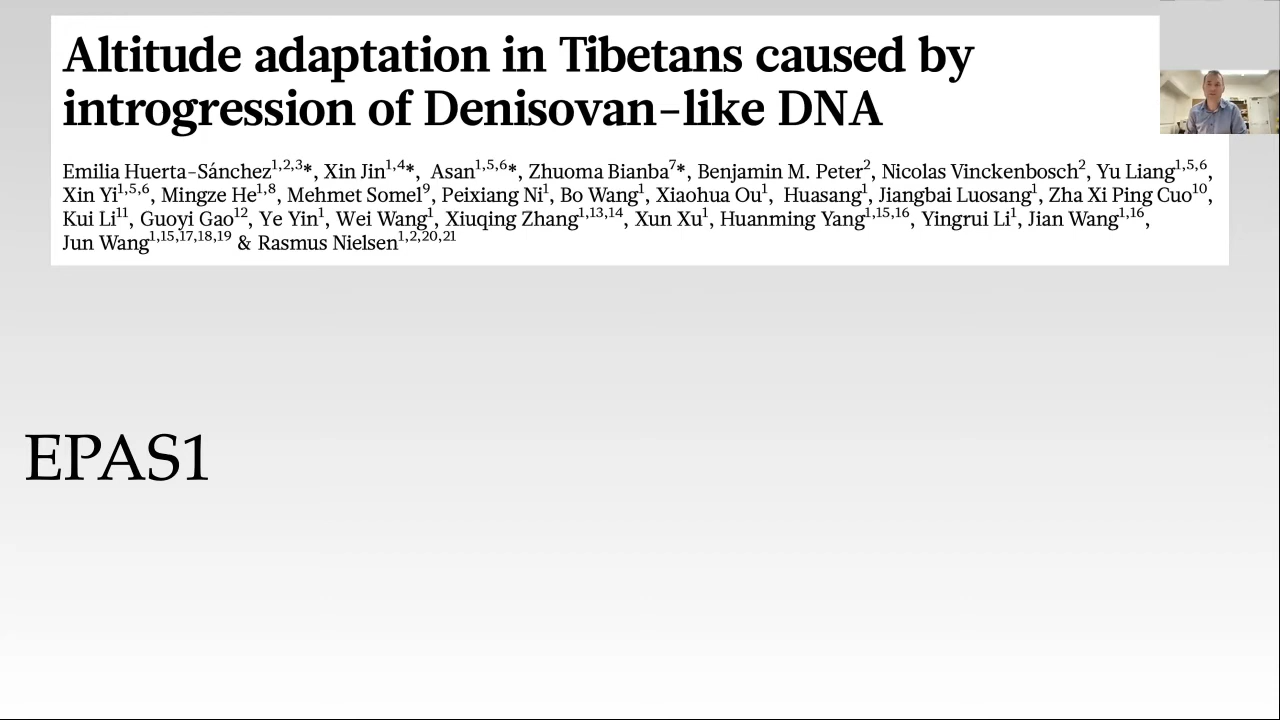 Altitude adaptation in Tibetans caused by
introgression of Denisovan-like DNA
Emilia Huerta-Sánchez1,2,3*, Xin Jin1,4*, Asan1,5,6*, Zhuoma Bianba7*, Benjamin M. Peter2, Nicolas Vinckenbosch2, Yu Liang1,5,6,
Xin Yi1,5,6, Mingze He1,8, Mehmet Somel9, Peixiang Ni1, Bo Wang1, Xiaohua Ou1, Huasang1, Jiangbai Luosang1, Zha Xi Ping Cuo10,
Kui Li11, Guoyi Gao12, Ye Yin1, Wei Wang1, Xiuqing Zhang1,13,14, Xun Xu1, Huanming Yang1,15,16, Yingrui Li1, Jian Wang1,16,
Jun Wang1,15,17,18,19 & Rasmus Nielsen1,2,20,21
EPAS1